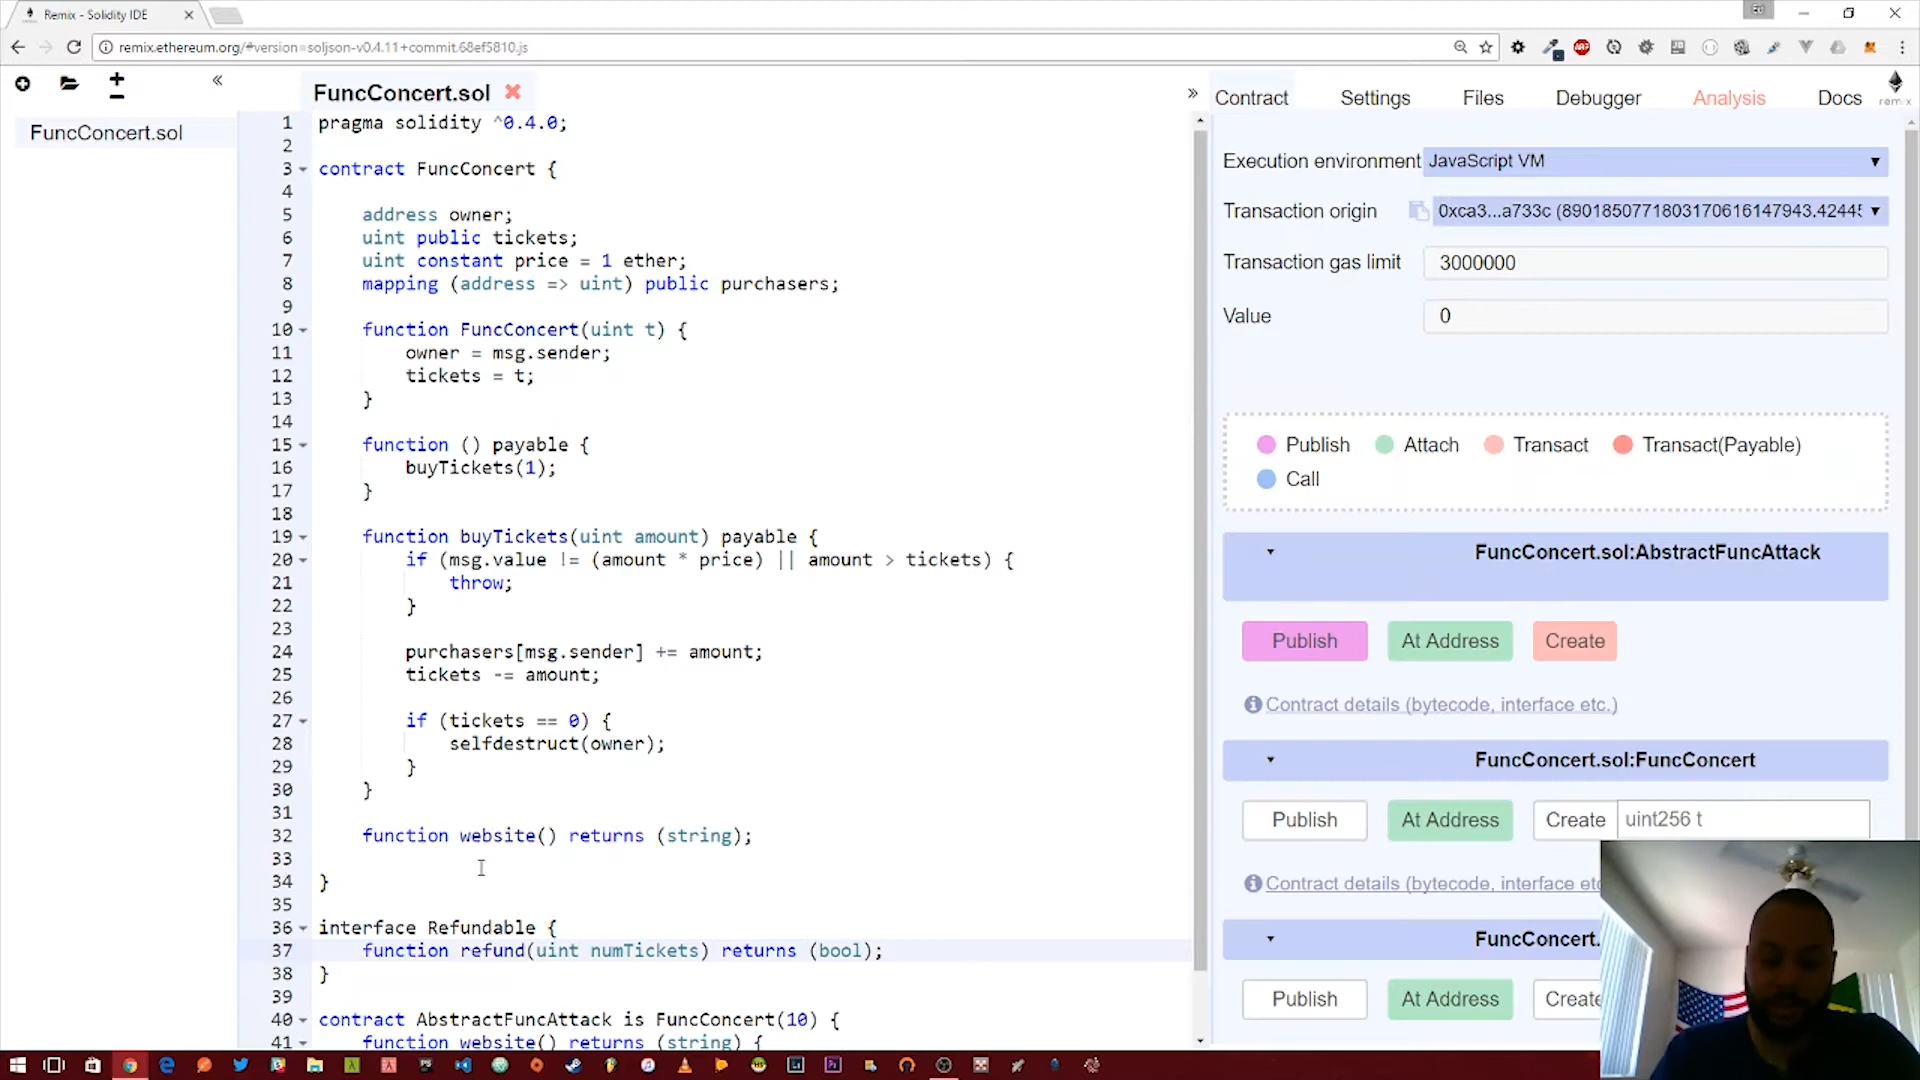 Remix - Solidity IDE
remix.ethereum.org/#version=soljson-v0.4.11+commit.68ef5810.js
FuncConcert.sol
FuncConcert.sol
1 pragma solidity ^0.4.0;
2
3 contract FuncConcert {
4
5 address owner;
6 uint public tickets;
7 uint constant price = 1 ether;
8 mapping (address => uint) public purchasers;
9
10 function FuncConcert(uint t) {
11 owner = msg.sender;
12 tickets = t;
13 }
14
15 function () payable {
16 buyTickets(1);
17 }
18
19 function buyTickets(uint amount) payable {
20 if (msg.value != (amount * price) || amount > tickets) {
21 throw;
22 }
23
24 purchasers[msg.sender] += amount;
25 tickets -= amount;
26
27 if (tickets == 0) {
28 selfdestruct(owner);
29 }
30 }
31
32 function website() returns (string);
33
34 }
35
36 interface Refundable {
37 function refund(uint numTickets) returns (bool);
38 }
39
40 contract AbstractFuncAttack is FuncConcert(10) {
41 function website() returns (string) {
Contract Settings Files Debugger Analysis Docs
remix
Execution environment JavaScript VM
Transaction origin 0xca3...a733c (8901850771803170616147943.42445
Transaction gas limit 3000000
Value 0
Publish Attach Transact Transact(Payable)
Call
FuncConcert.sol:AbstractFuncAttack
Publish At Address Create
Contract details (bytecode, interface etc.)
FuncConcert.sol:FuncConcert
Publish At Address Create uint256 t
Contract details (bytecode, interface etc
FuncConcert.
Publish At Address Create